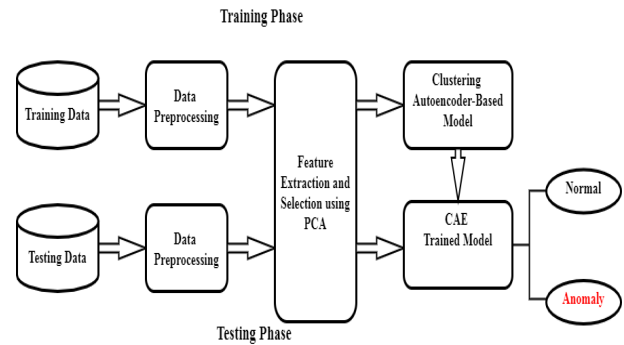 Training Phase
Training Data
Data
Preprocessing
Feature
Extraction and
Selection using
PCA
Clustering
Autoencoder-Based
Model
Testing Data
Data
Preprocessing
CAE
Trained Model
Normal
Anomaly
Testing Phase